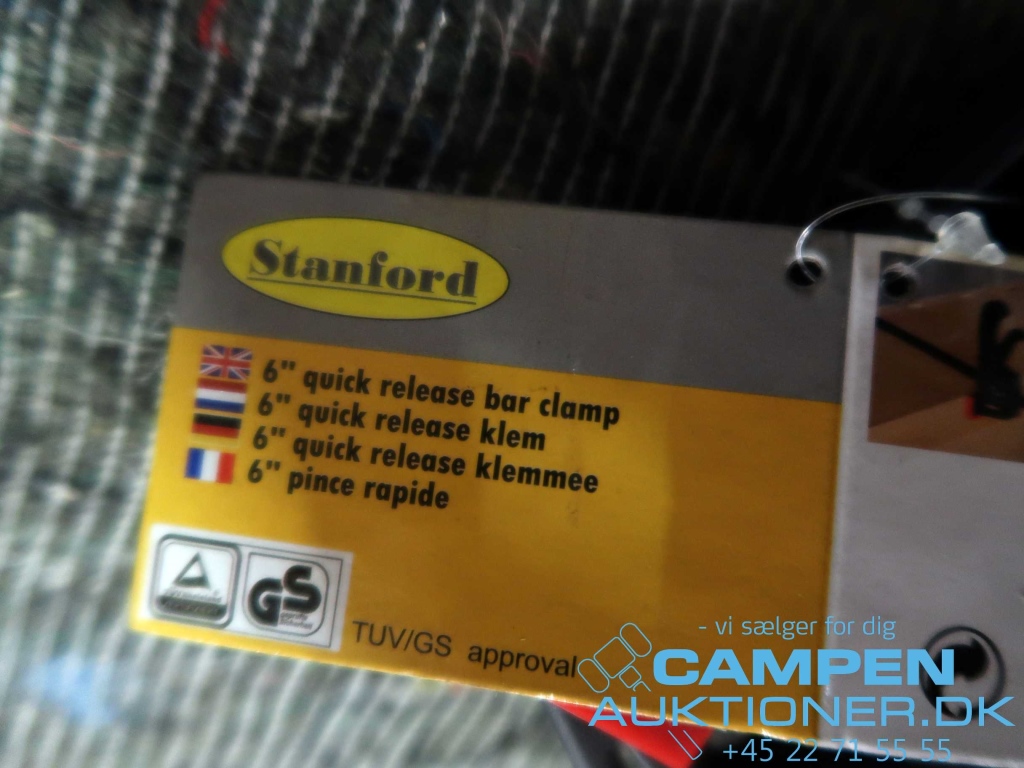 Stanford
6" quick release bar clamp
6" quick release klem
6" quick release klemmee
6" pince rapide
GS
TUV/GS approval
- vi sælger for dig
CAMPEN
AUKTIONER.DK
+45 22 71 55 55